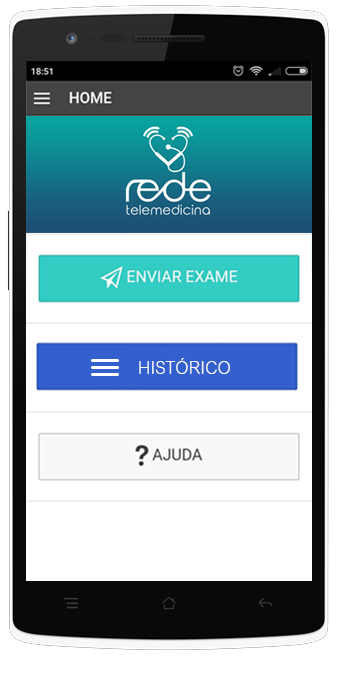 18:51
HOME
rede
telemedicina
ENVIAR EXAME
HISTÓRICO
? AJUDA